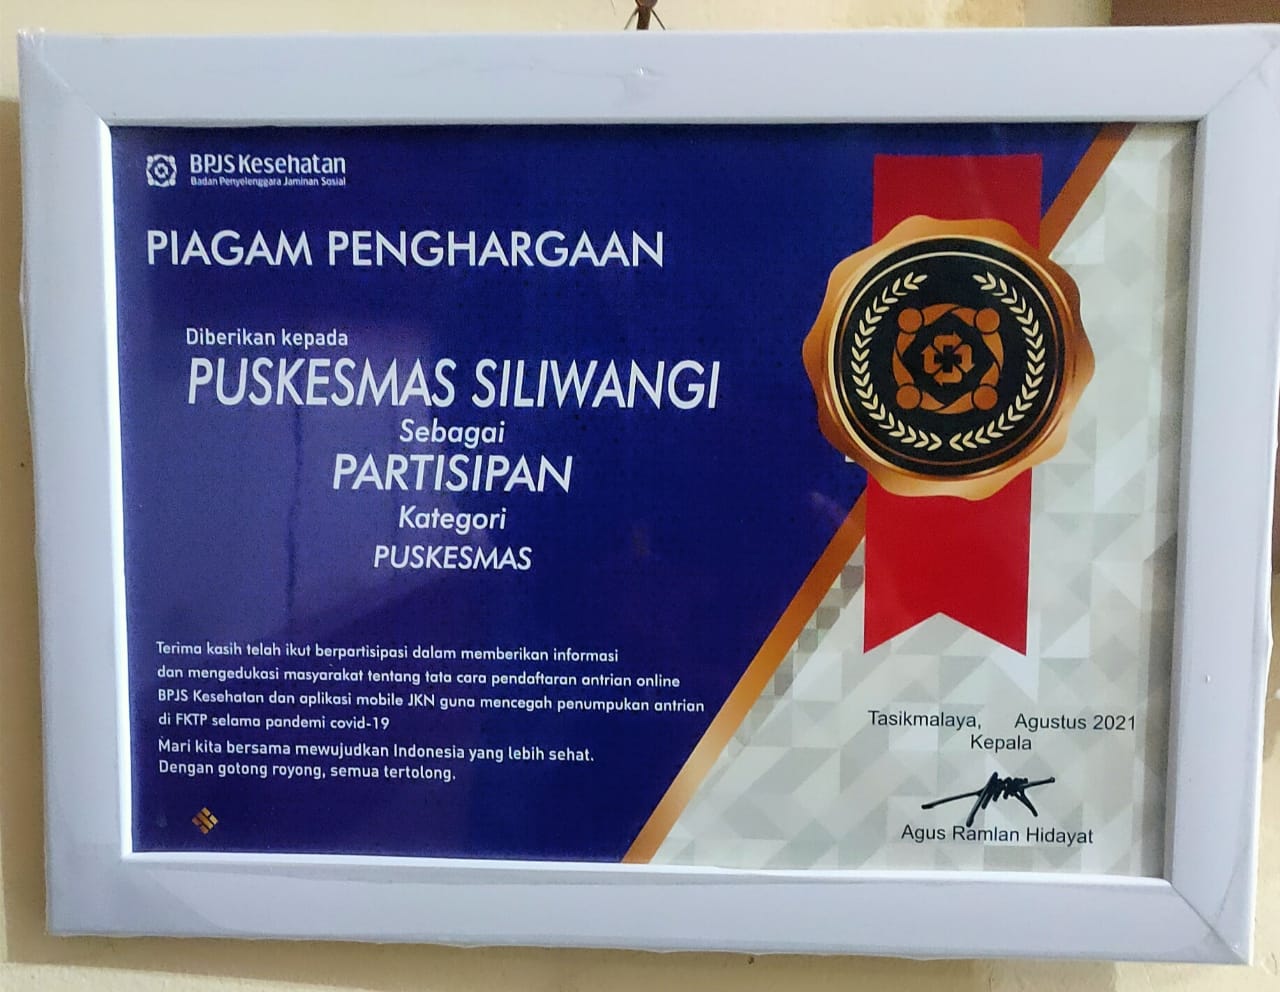 BPJS Kesehatan
Badan Penyelenggara Jaminan Sosial
PIAGAM PENGHARGAAN
Diberikan kepada
PUSKESMAS SILIWANGI
Sebagai
PARTISIPAN
Kategori
PUSKESMAS
Terima kasih telah ikut berpartisipasi dalam memberikan informasi
dan mengedukasi masyarakat tentang tata cara pendaftaran antrian online
BPJS Kesehatan dan aplikasi mobile JKN guna mencegah penumpukan antrian
di FKTP selama pandemi covid-19
Mari kita bersama mewujudkan Indonesia yang lebih sehat.
Dengan gotong royong, semua tertolong.
Tasikmalaya, Agustus 2021
Kepala
Agus Ramlan Hidayat